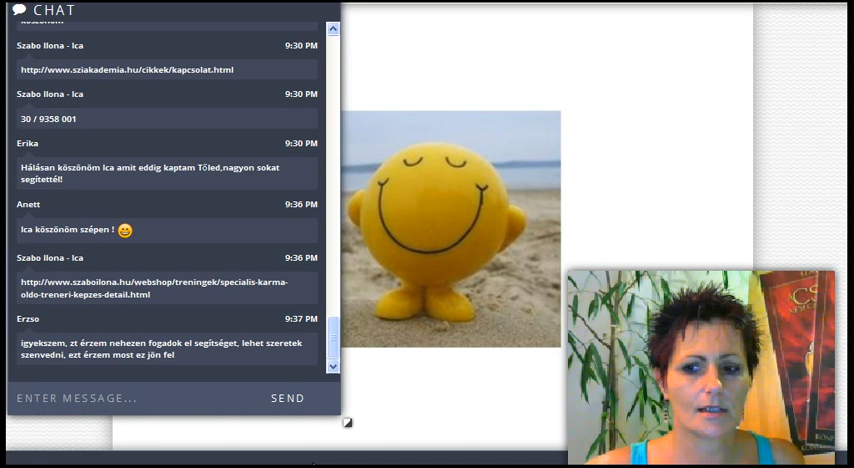 CHAT
köszönöm
Szabo Ilona - Ica 9:30 PM
http://www.sziakademia.hu/cikkek/kapcsolat.html
Szabo Ilona - Ica 9:30 PM
30 / 9358 001
Erika 9:30 PM
Hálásan köszönöm Ica amit eddig kaptam Tőled,nagyon sokat
segítettél!
Anett 9:36 PM
Ica köszönöm szépen !
Szabo Ilona - Ica 9:36 PM
http://www.szaboilona.hu/webshop/treningek/specialis-karma-
oldo-treneri-kepzes-detail.html
Erzso 9:37 PM
igyekszem, zt érzem nehezen fogadok el segítséget, lehet szeretek
szenvedni, ezt érzem most ez jön fel
ENTER MESSAGE... SEND